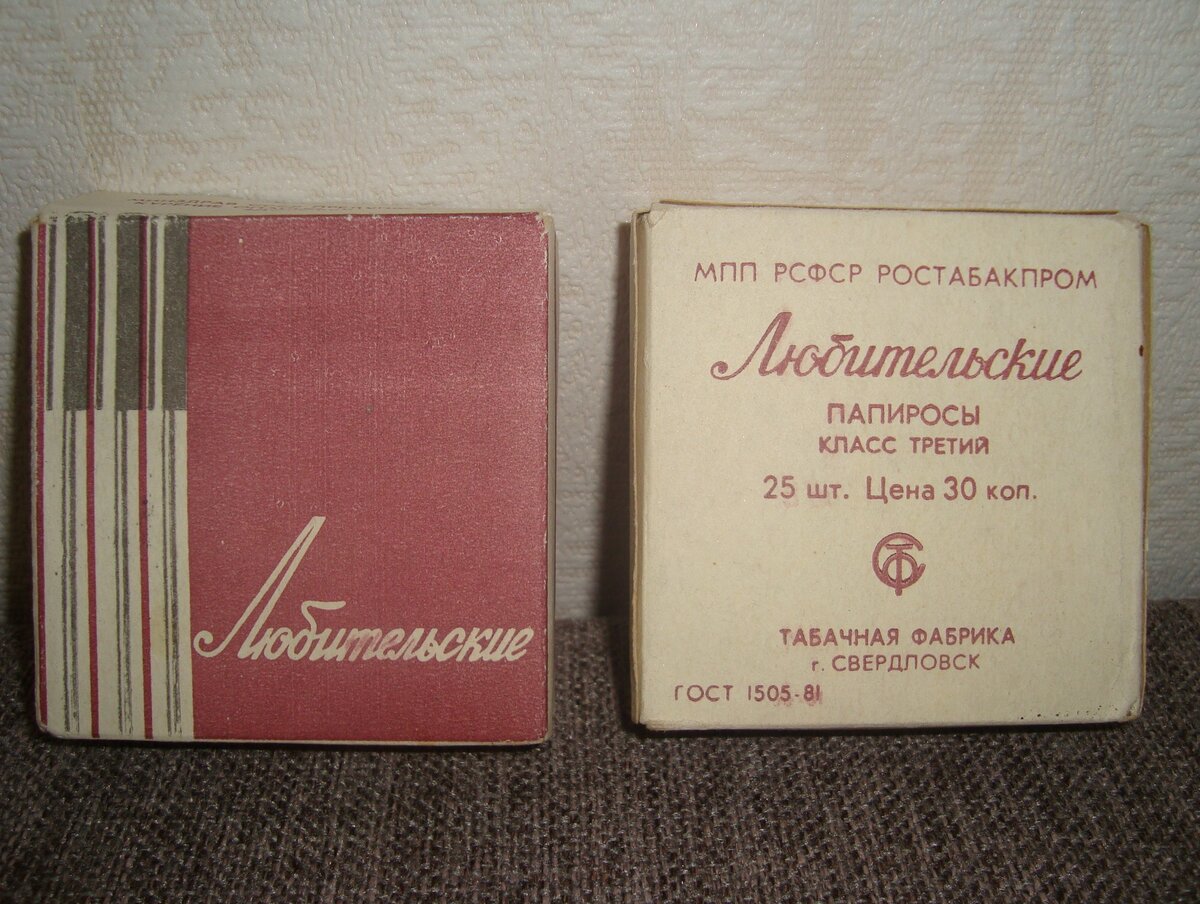 Любительские
МПП РСФСР РОСТАБАКПРОМ
Любительские
ПАПИРОСЫ
КЛАСС ТРЕТИЙ
25 шт. Цена 30 коп.
ТАБАЧНАЯ ФАБРИКА
г. СВЕРДЛОВСК
ГОСТ 1505-81